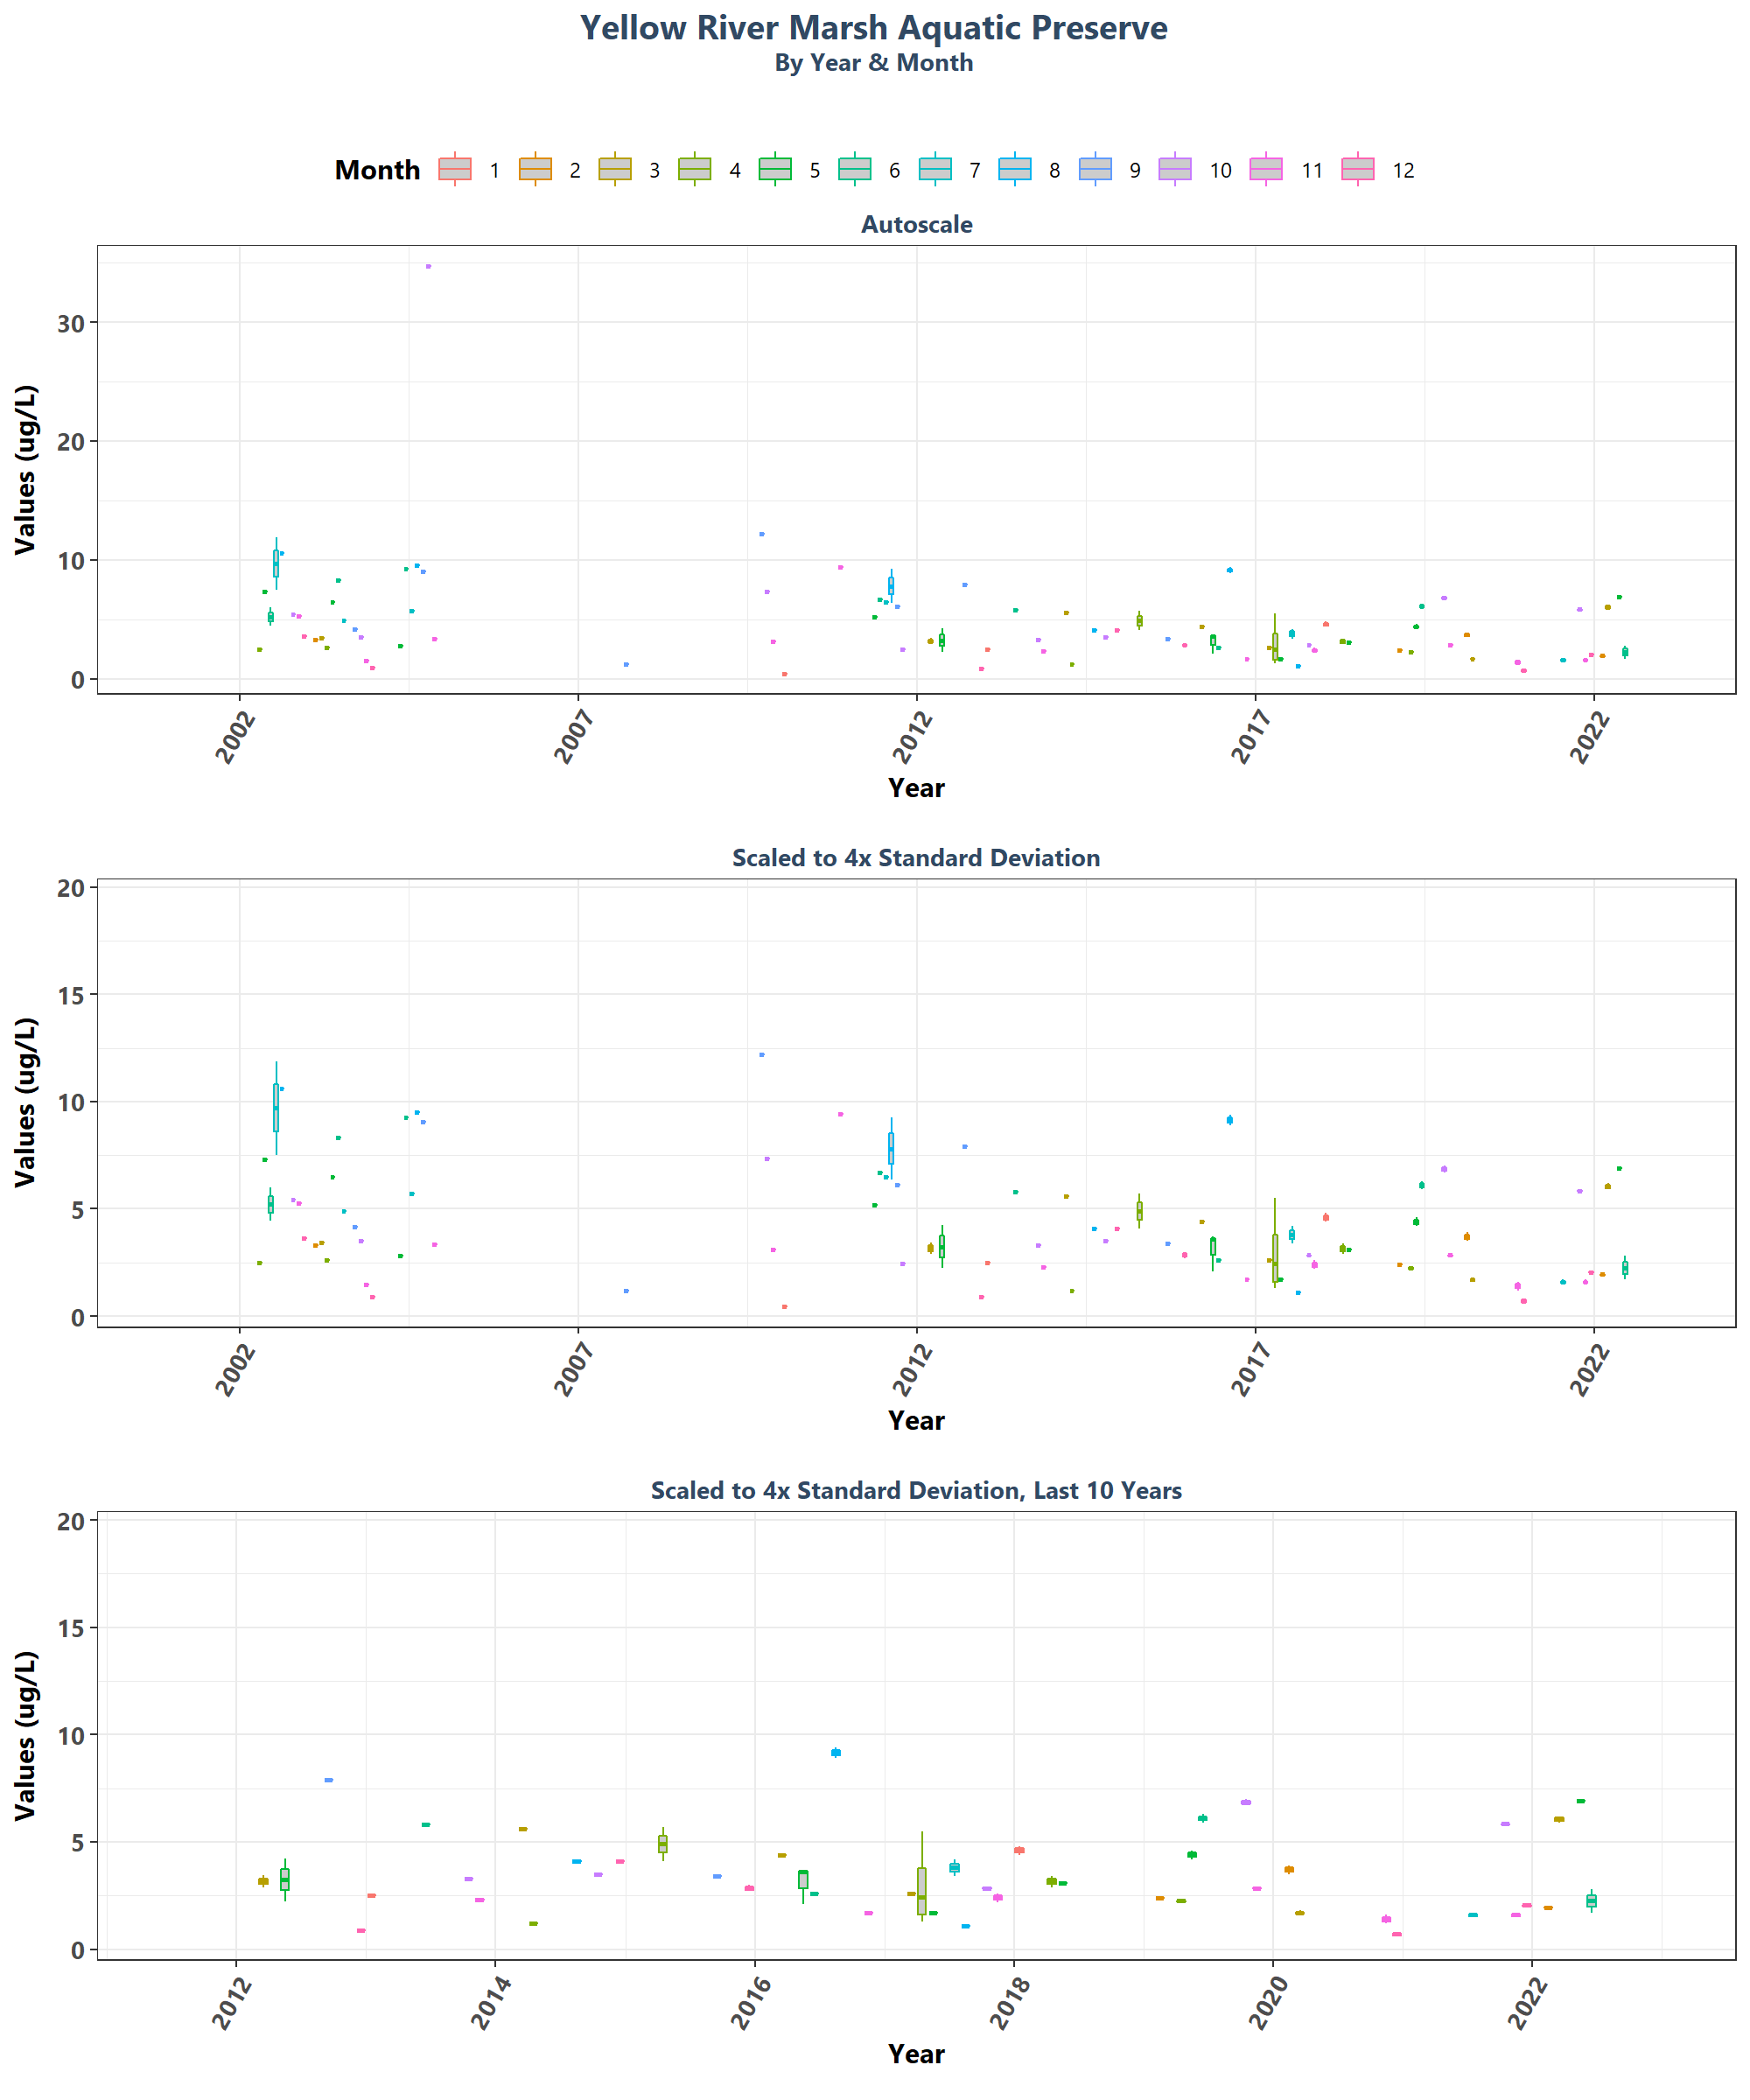 Yellow River Marsh Aquatic Preserve
By Year & Month
Month 1 2 3 4 5 6 7 8 9 10 11 12
Autoscale
Values (ug/L)
30
20
10
0
2002 2007 2012 2017 2022
Year
Scaled to 4x Standard Deviation
Values (ug/L)
20
15
10
5
0
2002 2007 2012 2017 2022
Year
Scaled to 4x Standard Deviation, Last 10 Years
Values (ug/L)
20
15
10
5
0
2012 2014 2016 2018 2020 2022
Year